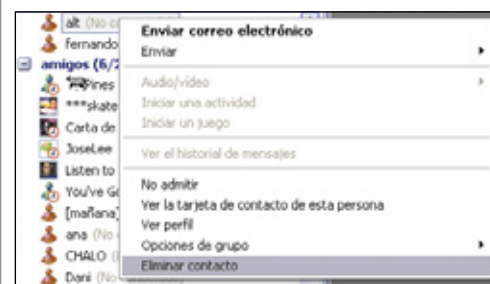 alt (No co
Enviar correo electrónico
fernando
Enviar
amigos (6/2
Pines
Audio/vídeo
***skate
Iniciar una actividad
Carta de
Iniciar un juego
JoseLee
Ver el historial de mensajes
Listen to
You've Go
No admitir
[mañana]
Ver la tarjeta de contacto de esta persona
ana (No
Ver perfil
CHALO (
Opciones de grupo
Eliminar contacto
Dani (No